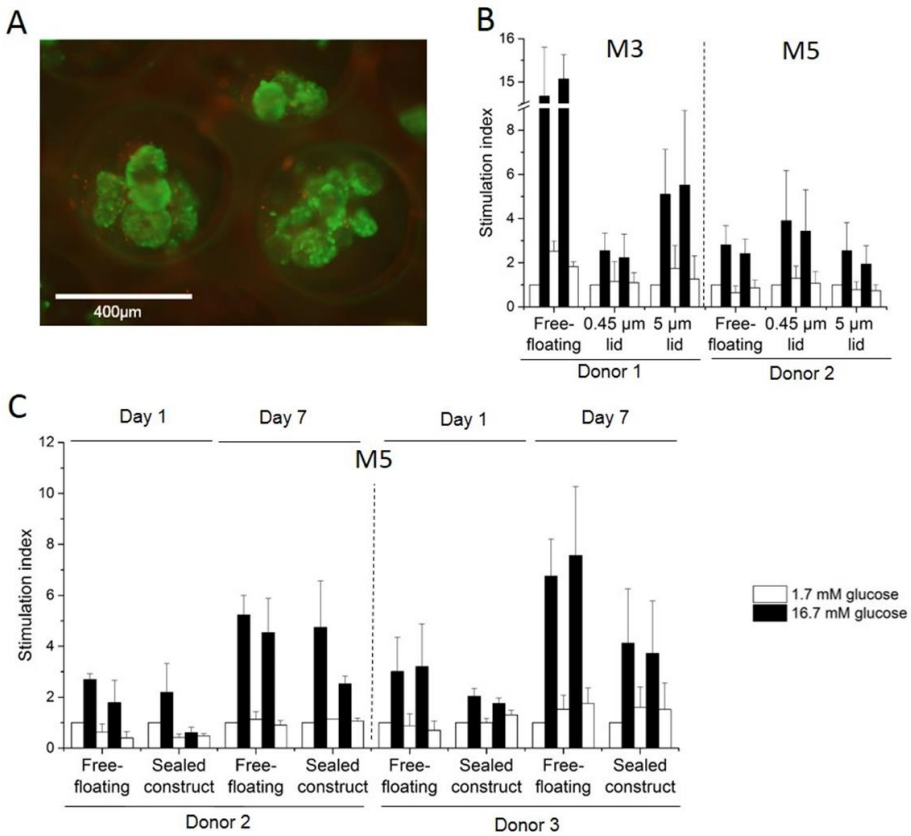 A
400µm
B
M3
M5
16
15
8
6
4
2
0
Stimulation index
Free-
floating
0.45 µm
lid
5 µm
lid
Free-
floating
0.45 µm
lid
5 µm
lid
Donor 1
Donor 2
C
Day 1
Day 7
Day 1
Day 7
M5
12
10
8
6
4
2
0
Stimulation index
Free-
floating
Sealed
construct
Free-
floating
Sealed
construct
Free-
floating
Sealed
construct
Free-
floating
Sealed
construct
Donor 2
Donor 3
1.7 mM glucose
16.7 mM glucose